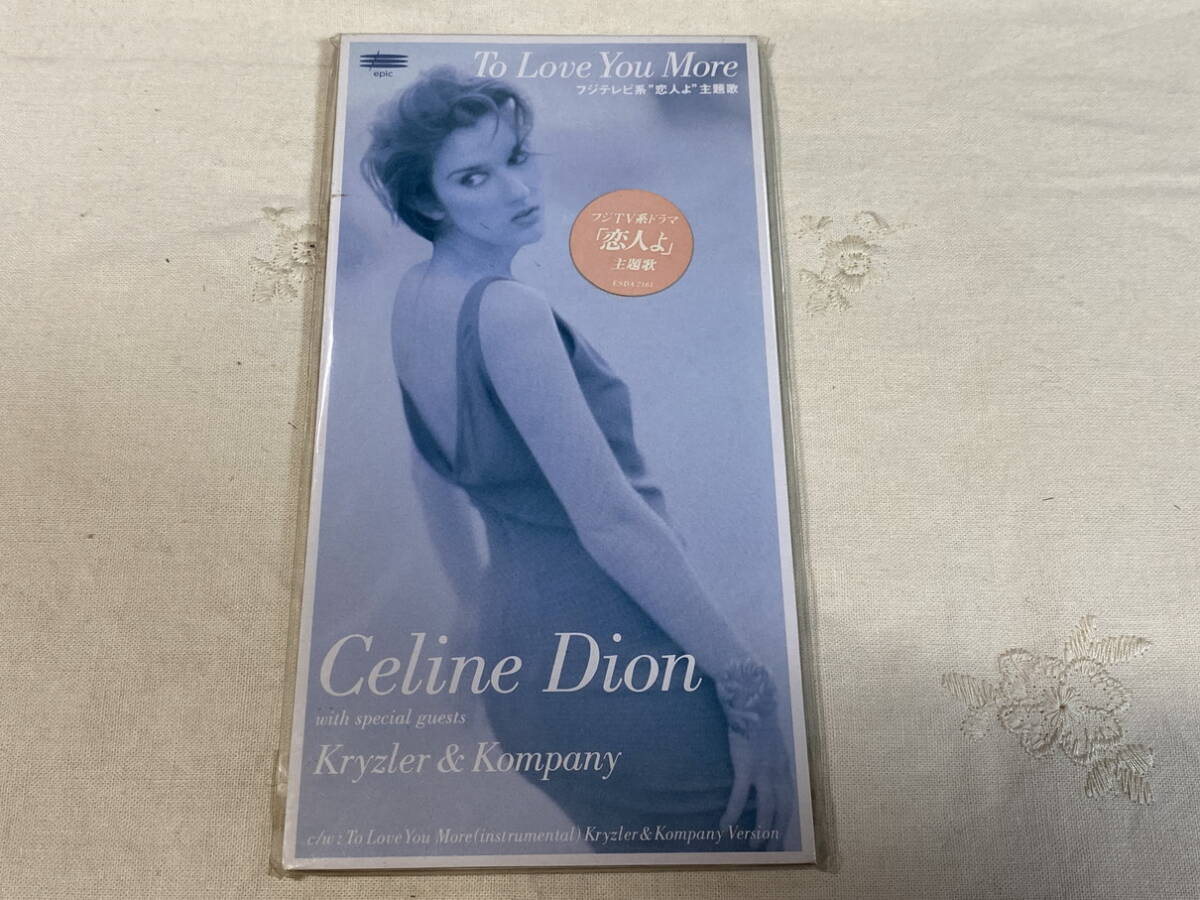 epic
To Love You More
フジテレビ系"恋人よ"主題歌
フジTV系ドラマ
「恋人よ」
主題歌
ESDA 7161
Celine Dion
with special guests
Kryzler & Kompany
c/w : To Love You More (instrumental) Kryzler & Kompany Version